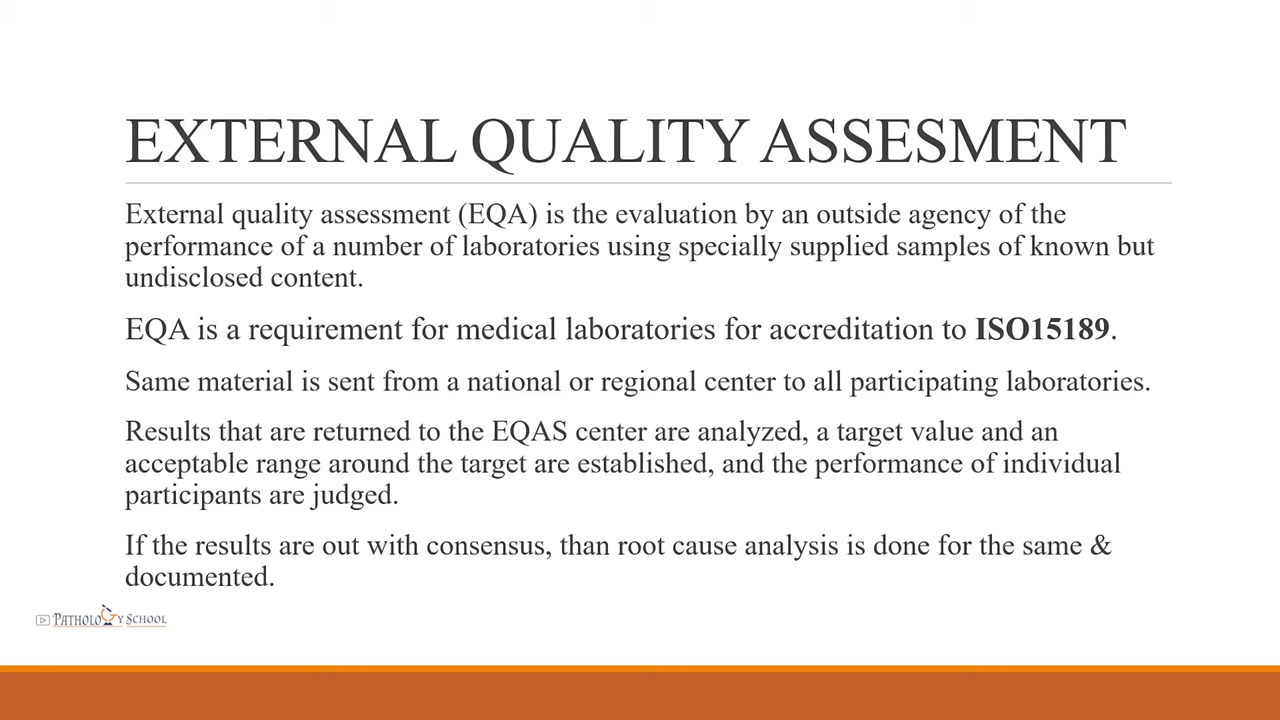 EXTERNAL QUALITY ASSESMENT
External quality assessment (EQA) is the evaluation by an outside agency of the
performance of a number of laboratories using specially supplied samples of known but
undisclosed content.
EQA is a requirement for medical laboratories for accreditation to ISO15189.
Same material is sent from a national or regional center to all participating laboratories.
Results that are returned to the EQAS center are analyzed, a target value and an
acceptable range around the target are established, and the performance of individual
participants are judged.
If the results are out with consensus, than root cause analysis is done for the same &
documented.
PATHOLOGY SCHOOL